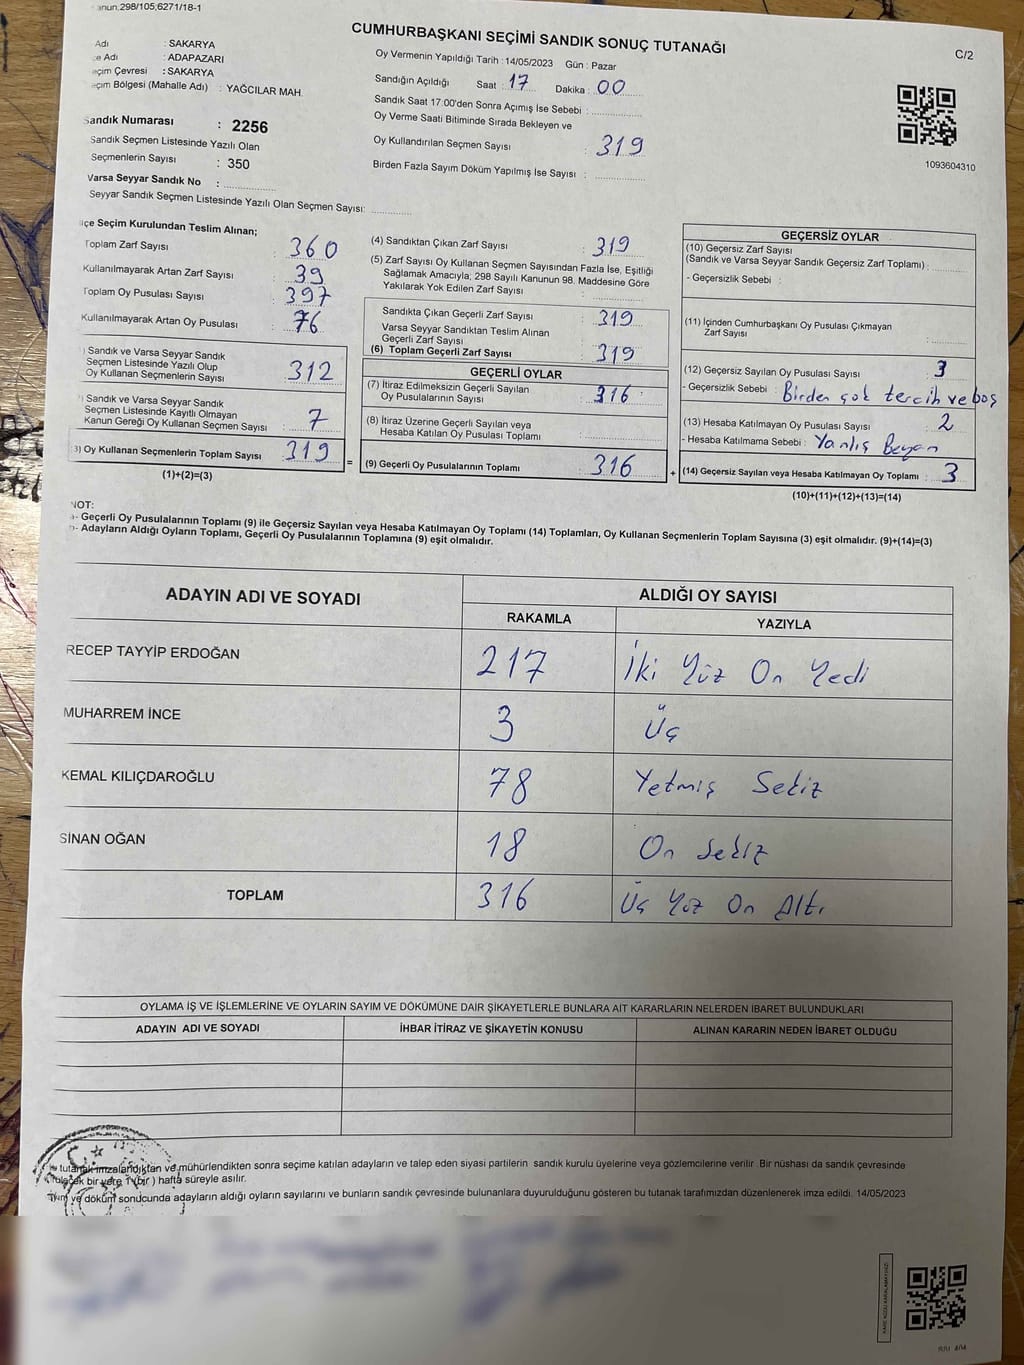 anun;298/105;6271/18-1
CUMHURBAŞKANI SEÇİMİ SANDIK SONUÇ TUTANAĞI
C/2
Adı : SAKARYA
çe Adı : ADAPAZARI
eçim Çevresi : SAKARYA
eçim Bölgesi (Mahalle Adı) : YAĞCILAR MAH.
Oy Vermenin Yapıldığı Tarih : 14/05/2023 Gün : Pazar
Sandığın Açıldığı Saat : 17 Dakika : 00
Sandık Saat 17:00'den Sonra Açımış İse Sebebi :
Oy Verme Saati Bitiminde Sırada Bekleyen ve
Oy Kullandırılan Seçmen Sayısı : 319
Birden Fazla Sayım Döküm Yapılmış İse Sayısı :
1093604310
Sandık Numarası : 2256
Sandık Seçmen Listesinde Yazılı Olan
Seçmenlerin Sayısı : 350
Varsa Seyyar Sandık No :
Seyyar Sandık Seçmen Listesinde Yazılı Olan Seçmen Sayısı:
lçe Seçim Kurulundan Teslim Alınan;
Toplam Zarf Sayısı : 360
Kullanılmayarak Artan Zarf Sayısı : 39
Toplam Oy Pusulası Sayısı : 397
Kullanılmayarak Artan Oy Pusulası : 76
) Sandık ve Varsa Seyyar Sandık
Seçmen Listesinde Yazılı Olup
Oy Kullanan Seçmenlerin Sayısı : 312
) Sandık ve Varsa Seyyar Sandık
Seçmen Listesinde Kayıtlı Olmayan
Kanun Gereği Oy Kullanan Seçmen Sayısı : 7
3) Oy Kullanan Seçmenlerin Toplam Sayısı : 319
(1)+(2)=(3)
(4) Sandıktan Çıkan Zarf Sayısı : 319
(5) Zarf Sayısı Oy Kullanan Seçmen Sayısından Fazla İse, Eşitliği
Sağlamak Amacıyla; 298 Sayılı Kanunun 98. Maddesine Göre
Yakılarak Yok Edilen Zarf Sayısı :
Sandıkta Çıkan Geçerli Zarf Sayısı : 319
Varsa Seyyar Sandıktan Teslim Alınan
Geçerli Zarf Sayısı :
(6) Toplam Geçerli Zarf Sayısı : 319
GEÇERLİ OYLAR
(7) İtiraz Edilmeksizin Geçerli Sayılan
Oy Pusulalarının Sayısı : 316
(8) İtiraz Üzerine Geçerli Sayılan veya
Hesaba Katılan Oy Pusulası Toplamı :
= (9) Geçerli Oy Pusulalarının Toplamı : 316 +
GEÇERSİZ OYLAR
(10) Geçersiz Zarf Sayısı
(Sandık ve Varsa Seyyar Sandık Geçersiz Zarf Toplamı) :
- Geçersizlik Sebebi :
(11) İçinden Cumhurbaşkanı Oy Pusulası Çıkmayan
Zarf Sayısı :
(12) Geçersiz Sayılan Oy Pusulası Sayısı : 3
- Geçersizlik Sebebi : Birden çok tercih ve boş
(13) Hesaba Katılmayan Oy Pusulası Sayısı : 2
- Hesaba Katılmama Sebebi : Yanlış Beyan
(14) Geçersiz Sayılan veya Hesaba Katılmayan Oy Toplamı : 3
(10)+(11)+(12)+(13)=(14)
NOT:
a- Geçerli Oy Pusulalarının Toplamı (9) ile Geçersiz Sayılan veya Hesaba Katılmayan Oy Toplamı (14) Toplamları, Oy Kullanan Seçmenlerin Toplam Sayısına (3) eşit olmalıdır. (9)+(14)=(3)
b- Adayların Aldığı Oyların Toplamı, Geçerli Oy Pusulalarının Toplamına (9) eşit olmalıdır.
ADAYIN ADI VE SOYADI
ALDIĞI OY SAYISI
RAKAMLA YAZIYLA
RECEP TAYYİP ERDOĞAN 217 İki Yüz On Yedi
MUHARREM İNCE 3 Üç
KEMAL KILIÇDAROĞLU 78 Yetmiş Sekiz
SİNAN OĞAN 18 On Sekiz
TOPLAM 316 Üç Yüz On Altı
OYLAMA İŞ VE İŞLEMLERİNE VE OYLARIN SAYIM VE DÖKÜMÜNE DAİR ŞİKAYETLERLE BUNLARA AİT KARARLARIN NELERDEN İBARET BULUNDUKLARI
ADAYIN ADI VE SOYADI İHBAR İTİRAZ VE ŞİKAYETİN KONUSU ALINAN KARARIN NEDEN İBARET OLDUĞU
T.C.
tutanak imzalandıktan ve mühürlendikten sonra seçime katılan adayların ve talep eden siyasi partilerin sandık kurulu üyelerine veya gözlemcilerine verilir. Bir nüshası da sandık çevresinde
bir yere 1 (bir) hafta süreyle asılır.
ve döküm sonucunda adayların aldığı oyların sayılarını ve bunların sandık çevresinde bulunanlara duyurulduğunu gösteren bu tutanak tarafımızdan düzenlenerek imza edildi. 14/05/2023